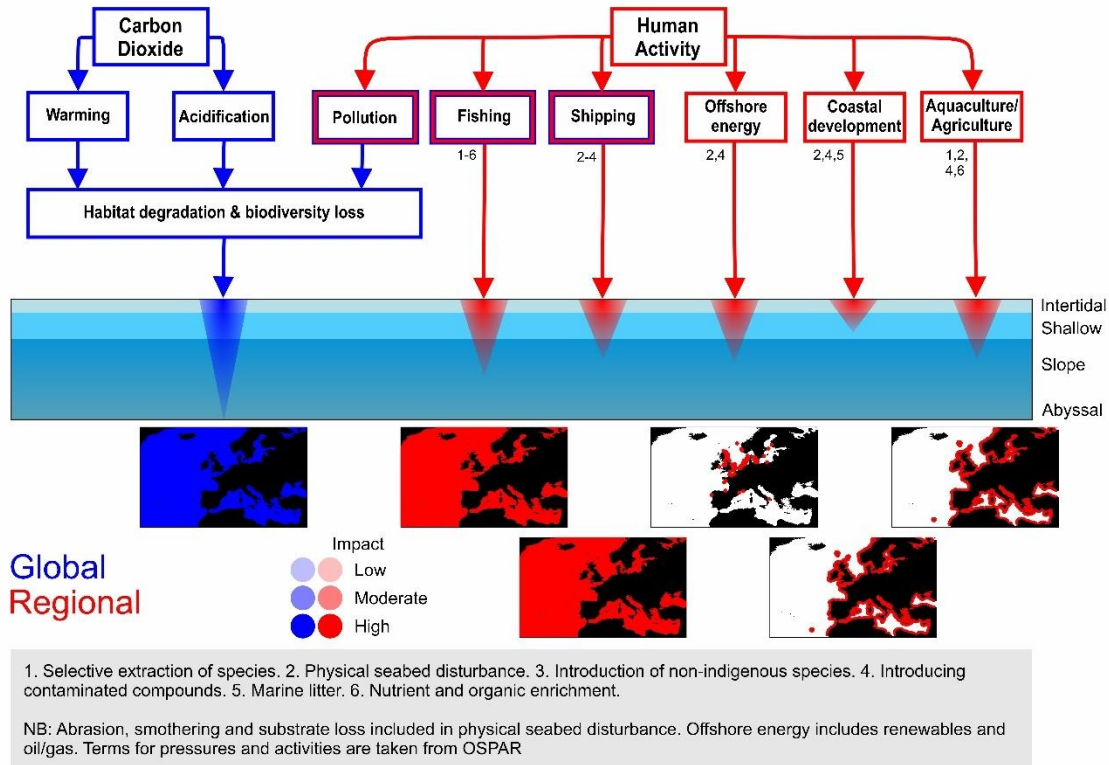 Carbon
Dioxide
Human
Activity
Warming
Acidification
Pollution
Fishing
Shipping
Offshore
energy
Coastal
development
Aquaculture/
Agriculture
1-6
2-4
2,4
2,4,5
1,2,
4,6
Habitat degradation & biodiversity loss
Intertidal
Shallow
Slope
Abyssal
Global
Regional
Impact
Low
Moderate
High
1. Selective extraction of species. 2. Physical seabed disturbance. 3. Introduction of non-indigenous species. 4. Introducing
contaminated compounds. 5. Marine litter. 6. Nutrient and organic enrichment.
NB: Abrasion, smothering and substrate loss included in physical seabed disturbance. Offshore energy includes renewables and
oil/gas. Terms for pressures and activities are taken from OSPAR